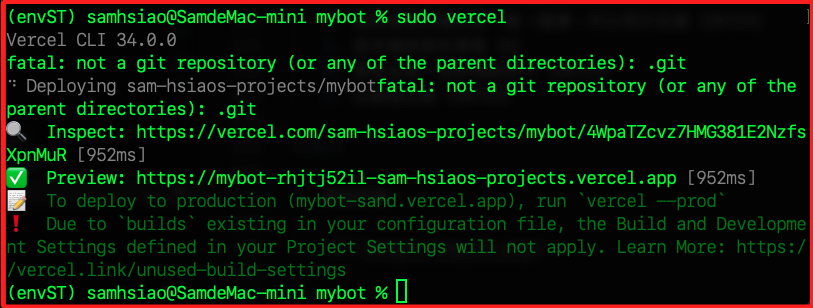 (envST) samhsiao@SamdeMac-mini mybot % sudo vercel
Vercel CLI 34.0.0
fatal: not a git repository (or any of the parent directories): .git
⠛ Deploying sam-hsiaos-projects/mybotfatal: not a git repository (or any of the
parent directories): .git
🔍  Inspect: https://vercel.com/sam-hsiaos-projects/mybot/4WpaTZcvz7HMG381E2Nzfs
XpnMuR [952ms]
✅  Preview: https://mybot-rhjtj52il-sam-hsiaos-projects.vercel.app [952ms]
📝  To deploy to production (mybot-sand.vercel.app), run `vercel --prod`
❗️  Due to `builds` existing in your configuration file, the Build and Developme
nt Settings defined in your Project Settings will not apply. Learn More: https:/
/vercel.link/unused-build-settings
(envST) samhsiao@SamdeMac-mini mybot %